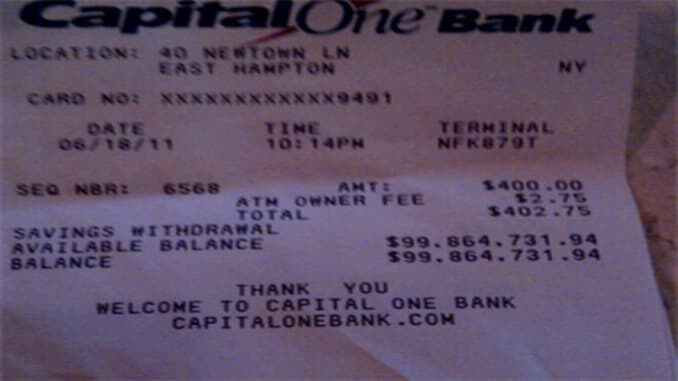 CapitalOne™ Bank
LOCATION: 40 NEWTOWN LN
EAST HAMPTON NY
CARD NO: XXXXXXXXXXXX9491
DATE TIME TERMINAL
06/18/11 10:14PM NFK879T
SEQ NBR: 6568 AMT: $400.00
ATM OWNER FEE $2.75
TOTAL $402.75
SAVINGS WITHDRAWAL
AVAILABLE BALANCE $99.864.731.94
BALANCE $99.864.731.94
THANK YOU
WELCOME TO CAPITAL ONE BANK
CAPITALONEBANK.COM